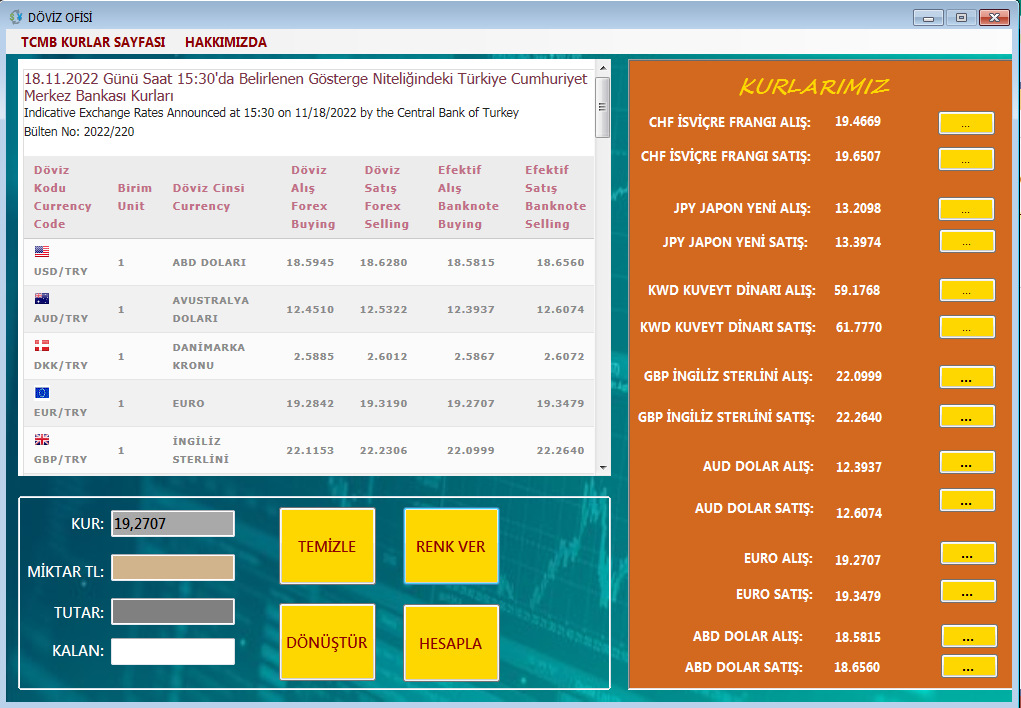 DÖVİZ OFİSİ
TCMB KURLAR SAYFASI HAKKIMIZDA
18.11.2022 Günü Saat 15:30'da Belirlenen Gösterge Niteliğindeki Türkiye Cumhuriyet
Merkez Bankası Kurları
Indicative Exchange Rates Announced at 15:30 on 11/18/2022 by the Central Bank of Turkey
Bülten No: 2022/220
Döviz Kodu Currency Code Birim Unit Döviz Cinsi Currency Döviz Alış Forex Buying Döviz Satış Forex Selling Efektif Alış Banknote Buying Efektif Satış Banknote Selling
USD/TRY 1 ABD DOLARI 18.5945 18.6280 18.5815 18.6560
AUD/TRY 1 AVUSTRALYA DOLARI 12.4510 12.5322 12.3937 12.6074
DKK/TRY 1 DANİMARKA KRONU 2.5885 2.6012 2.5867 2.6072
EUR/TRY 1 EURO 19.2842 19.3190 19.2707 19.3479
GBP/TRY 1 İNGİLİZ STERLİNİ 22.1153 22.2306 22.0999 22.2640
KUR: 19,2707
MİKTAR TL:
TUTAR:
KALAN:
TEMİZLE RENK VER
DÖNÜŞTÜR HESAPLA
KURLARIMIZ
CHF İSVİÇRE FRANGI ALIŞ: 19.4669 ...
CHF İSVİÇRE FRANGI SATIŞ: 19.6507 ...
JPY JAPON YENİ ALIŞ: 13.2098 ...
JPY JAPON YENİ SATIŞ: 13.3974 ...
KWD KUVEYT DİNARI ALIŞ: 59.1768 ...
KWD KUVEYT DİNARI SATIŞ: 61.7770 ...
GBP İNGİLİZ STERLİNİ ALIŞ: 22.0999 ...
GBP İNGİLİZ STERLİNİ SATIŞ: 22.2640 ...
AUD DOLAR ALIŞ: 12.3937 ...
AUD DOLAR SATIŞ: 12.6074 ...
EURO ALIŞ: 19.2707 ...
EURO SATIŞ: 19.3479 ...
ABD DOLAR ALIŞ: 18.5815 ...
ABD DOLAR SATIŞ: 18.6560 ...